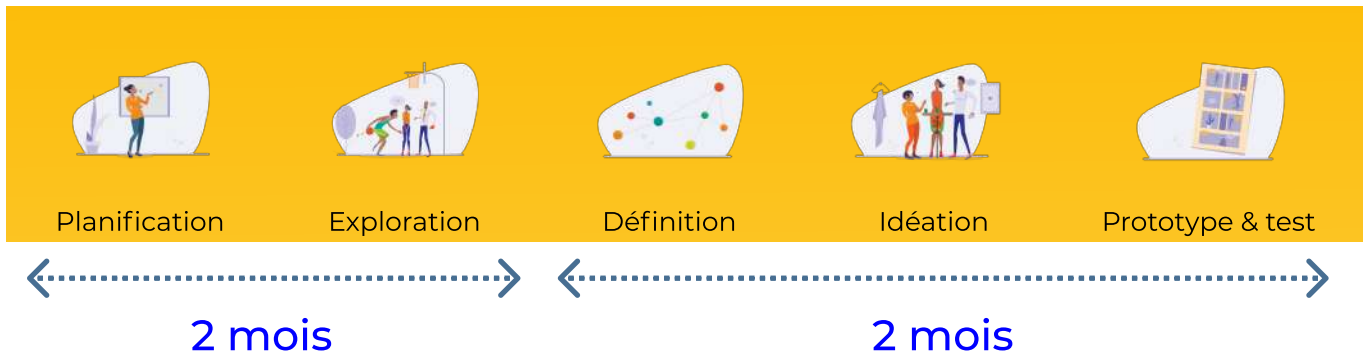 Planification
Exploration
Définition
Idéation
Prototype & test
2 mois
2 mois